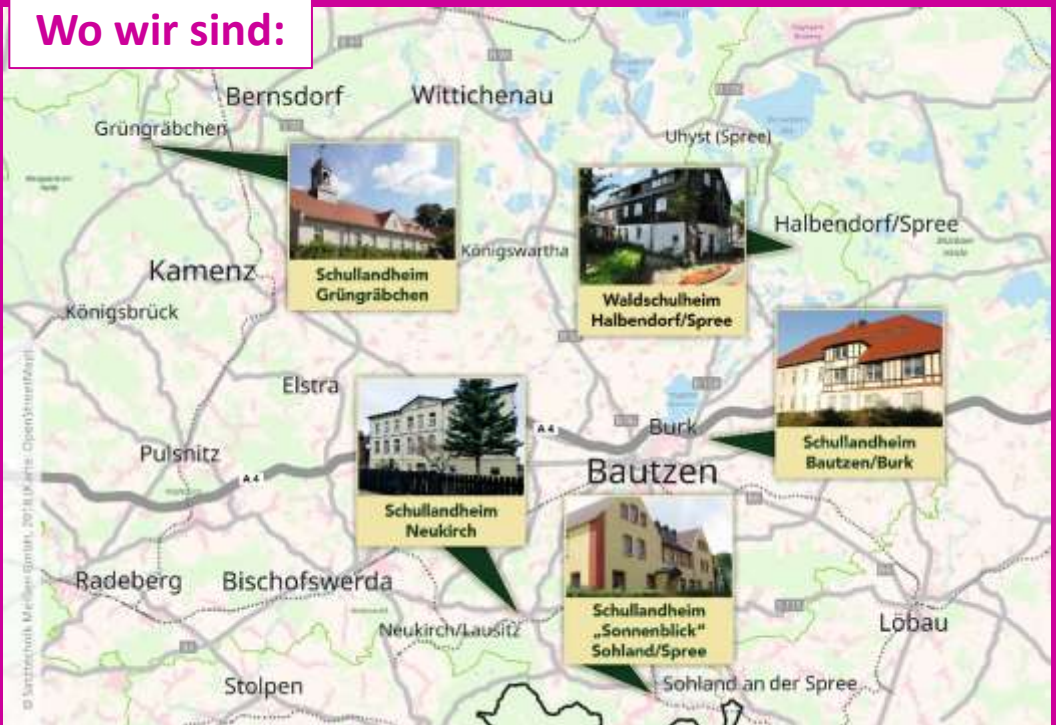 Wo wir sind:
Bernsdorf
Wittichenau
Grüngräbchen
Uhyst (Spree)
Halbendorf/Spree
Königswartha
Schullandheim
Grüngräbchen
Kamenz
Waldschulheim
Halbendorf/Spree
Königsbrück
Elstra
A 4
Burk
Schullandheim
Bautzen/Burk
Pulsnitz
Bautzen
A 4
Schullandheim
Neukirch
Radeberg
Bischofswerda
Schullandheim
„Sonnenblick“
Sohland/Spree
Neukirch/Lausitz
Löbau
Stolpen
Sohland an der Spree